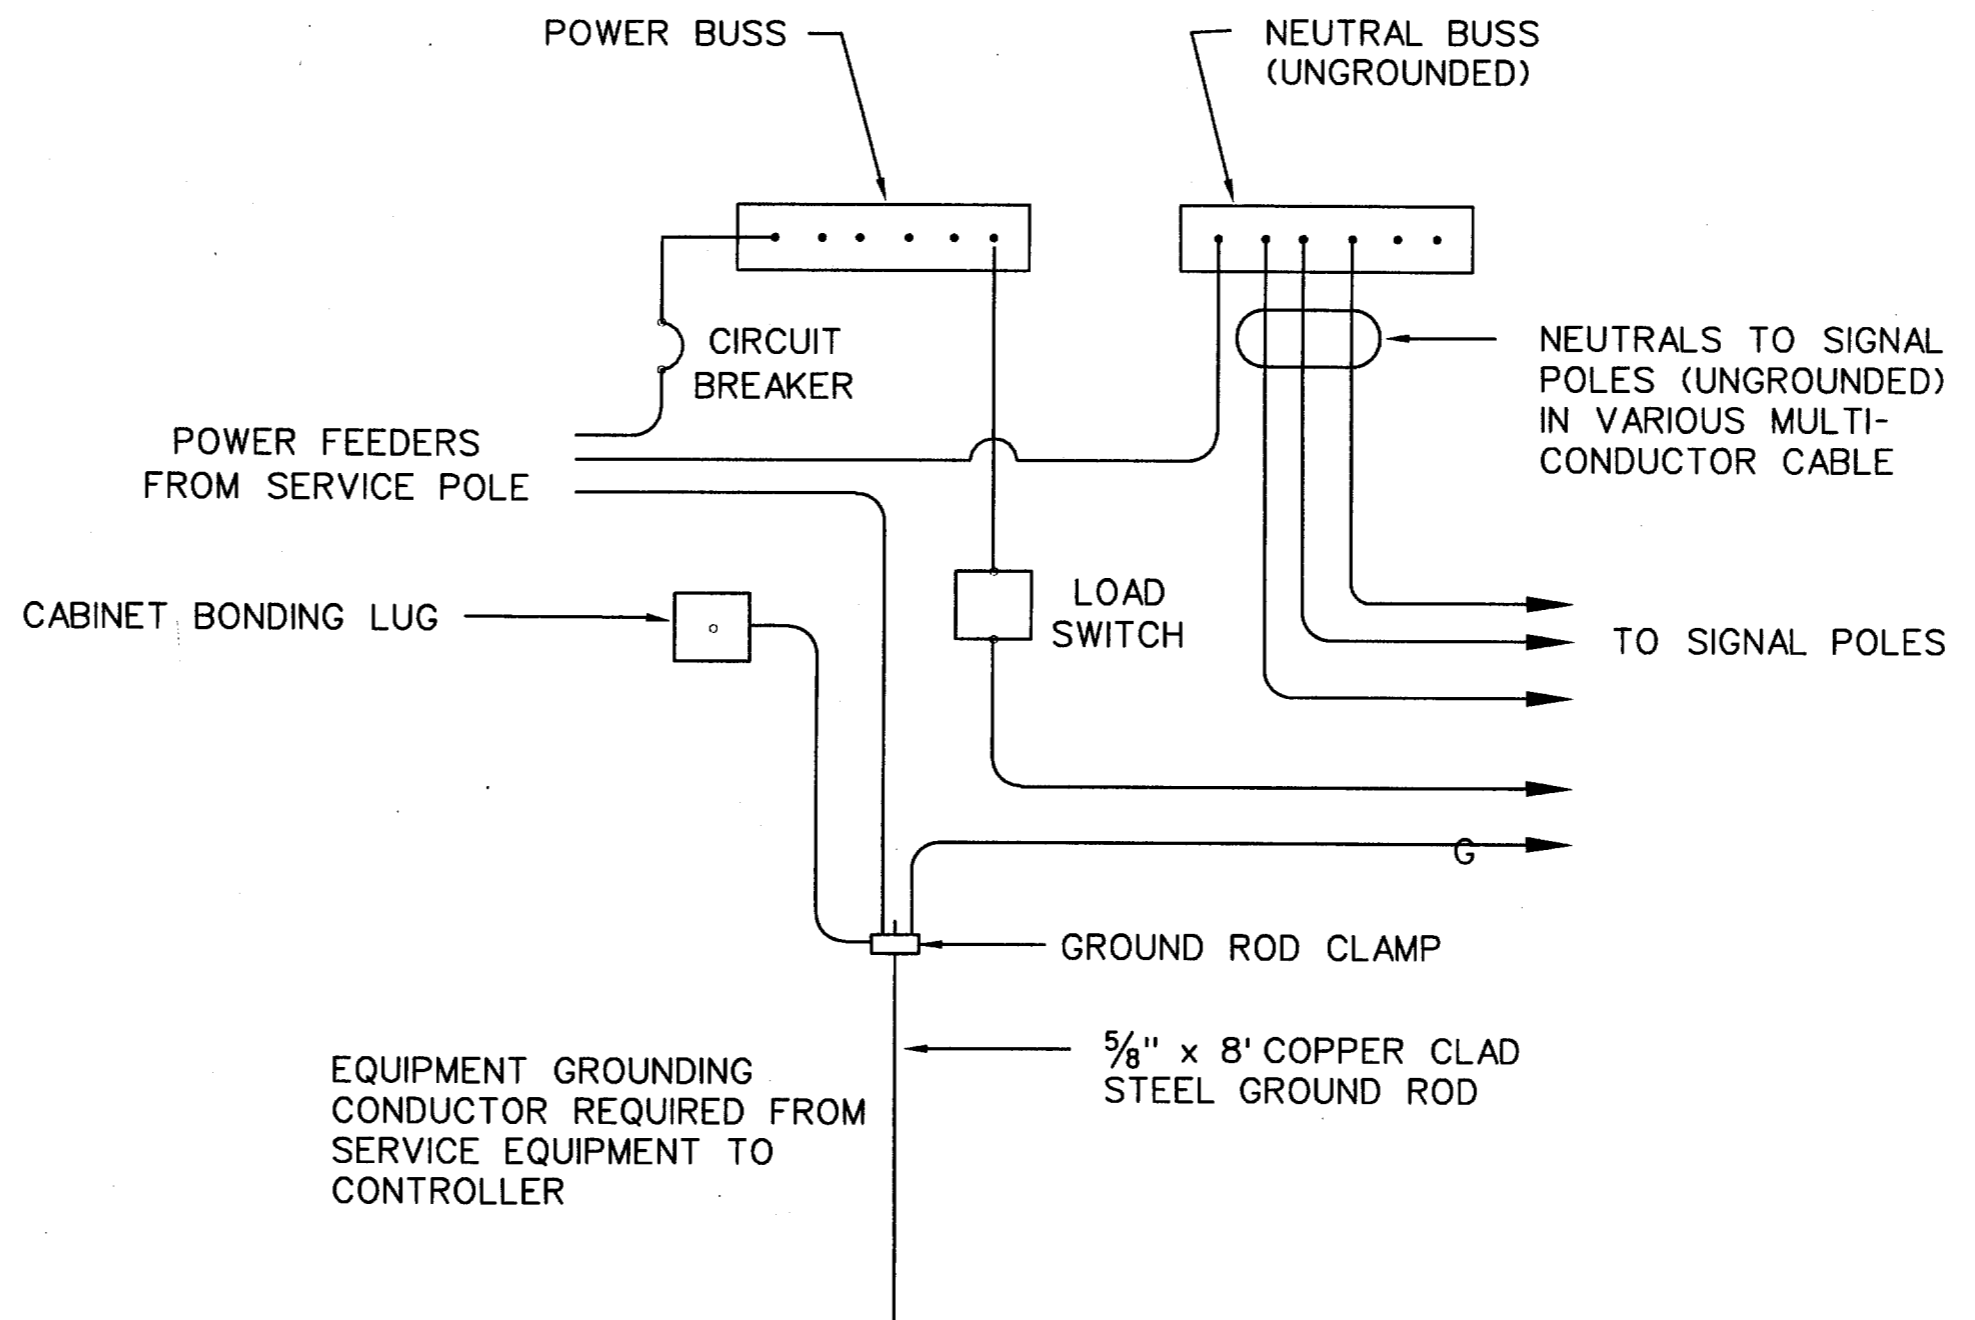 POWER BUSS
NEUTRAL BUSS
(UNGROUNDED)
CIRCUIT
BREAKER
NEUTRALS TO SIGNAL
POLES (UNGROUNDED)
IN VARIOUS MULTI-
CONDUCTOR CABLE
POWER FEEDERS
FROM SERVICE POLE
CABINET BONDING LUG
LOAD
SWITCH
TO SIGNAL POLES
G
GROUND ROD CLAMP
5/8" x 8' COPPER CLAD
STEEL GROUND ROD
EQUIPMENT GROUNDING
CONDUCTOR REQUIRED FROM
SERVICE EQUIPMENT TO
CONTROLLER